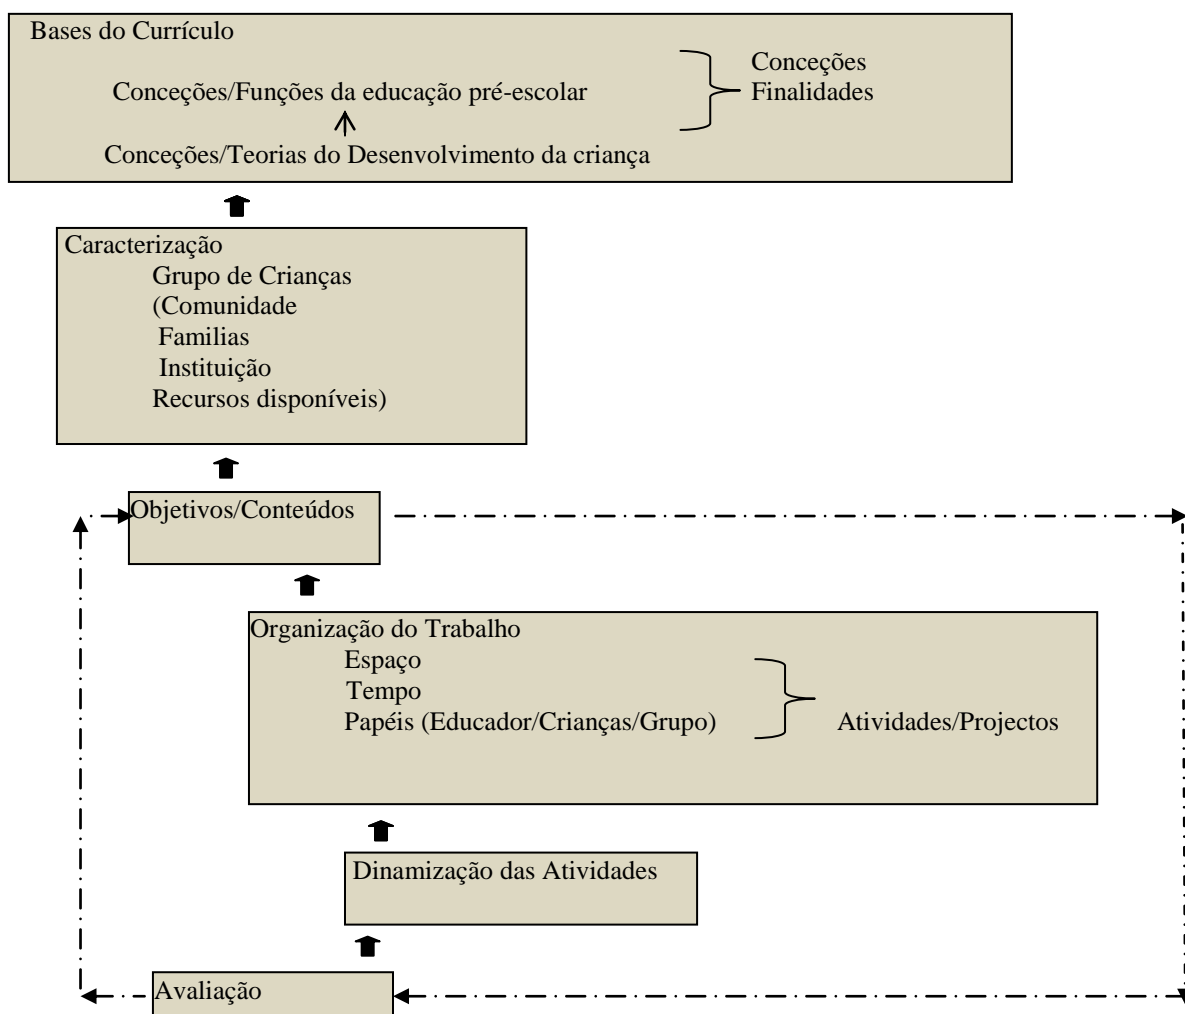 Bases do Currículo
Conceções
Conceções/Funções da educação pré-escolar
Finalidades
Conceções/Teorias do Desenvolvimento da criança
Caracterização
Grupo de Crianças
(Comunidade
Familias
Instituição
Recursos disponíveis)
Objetivos/Conteúdos
Organização do Trabalho
Espaço
Tempo
Papéis (Educador/Crianças/Grupo)
Atividades/Projectos
Dinamização das Atividades
Avaliação